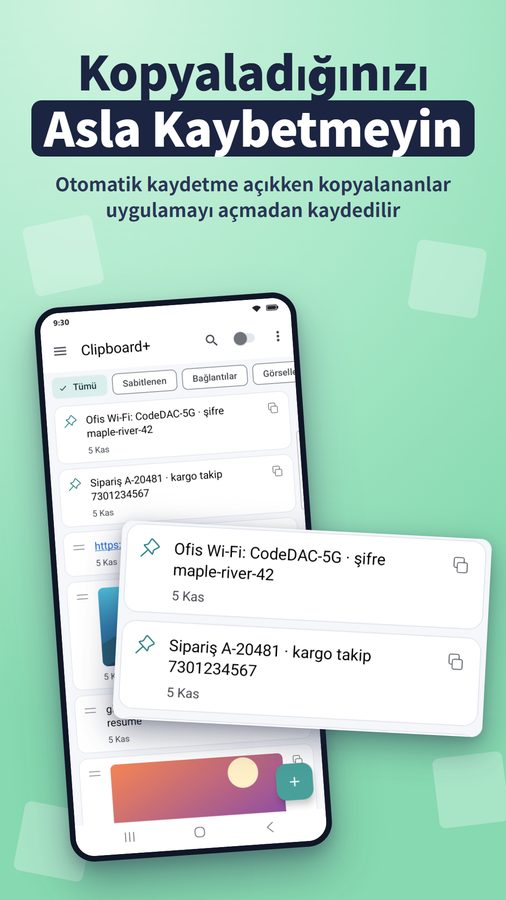 Kopyaladığınızı
Asla Kaybetmeyin
Otomatik kaydetme açıkken kopyalananlar
uygulamayı açmadan kaydedilir
9:30
Clipboard+
Tümü
Sabitlenen
Bağlantılar
Görselle
Ofis Wi-Fi: CodeDAC-5G · şifre
maple-river-42
5 Kas
Sipariş A-20481 · kargo takip
7301234567
5 Kas
https:
5 Kas
Ofis Wi-Fi: CodeDAC-5G · şifre
maple-river-42
5 Kas
Sipariş A-20481 · kargo takip
7301234567
5 Kas
resume
5 Kas